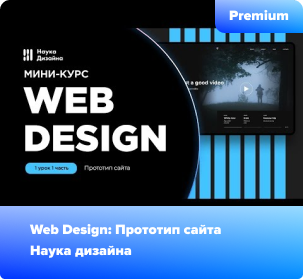 Premium
Наука
Дизайна
МИНИ-КУРС
WEB
DESIGN
1 урок 1 часть
Прототип сайта
a good video
Web Design: Прототип сайта
Наука дизайна